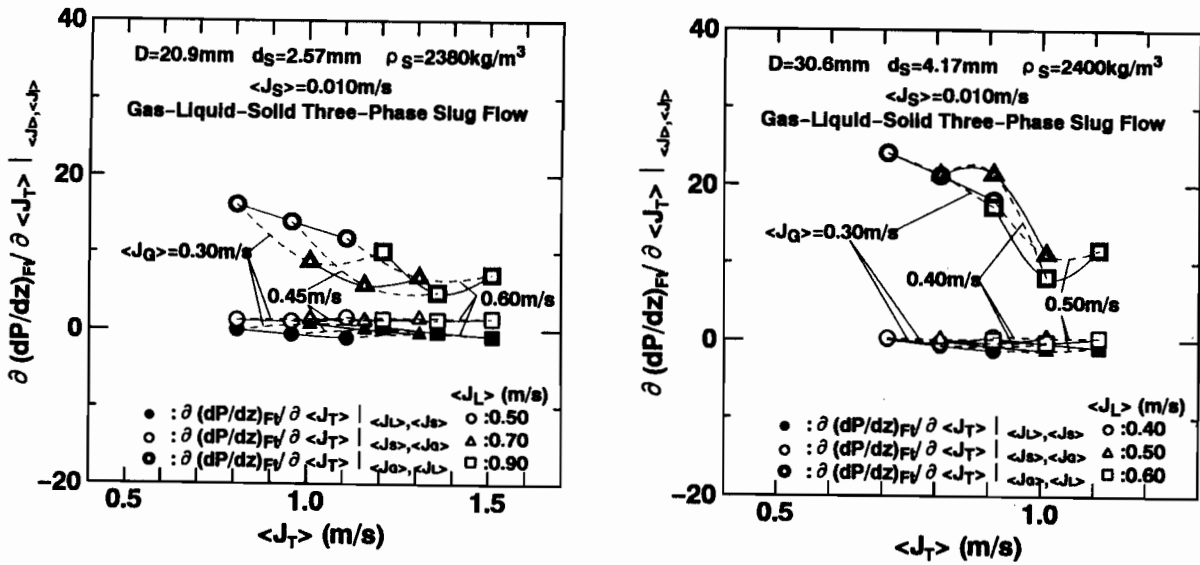 40
20
0
−20
0.5
1.0
1.5
∂ (dP/dz)Ft/ ∂ <JT> |
<JT> (m/s)
D=20.9mm dS=2.57mm ρS=2380kg/m³
<JS>=0.010m/s
Gas-Liquid-Solid Three-Phase Slug Flow
<JG>=0.30m/s
0.45m/s
0.60m/s
<JL> (m/s)
● : ∂ (dP/dz)Ft/ ∂ <JT> | <JL>,<JS> ○ :0.50
○ : ∂ (dP/dz)Ft/ ∂ <JT> | <JS>,<JG> △ :0.70
◎ : ∂ (dP/dz)Ft/ ∂ <JT> | <JG>,<JL> □ :0.90
40
20
0
−20
0.5
1.0
∂ (dP/dz)Ft/ ∂ <JT> |
<JT> (m/s)
D=30.6mm dS=4.17mm ρS=2400kg/m³
<JS>=0.010m/s
Gas-Liquid-Solid Three-Phase Slug Flow
<JG>=0.30m/s
0.40m/s
0.50m/s
<JL> (m/s)
● : ∂ (dP/dz)Ft/ ∂ <JT> | <JL>,<JS> ○ :0.40
○ : ∂ (dP/dz)Ft/ ∂ <JT> | <JS>,<JG> △ :0.50
◎ : ∂ (dP/dz)Ft/ ∂ <JT> | <JG>,<JL> □ :0.60